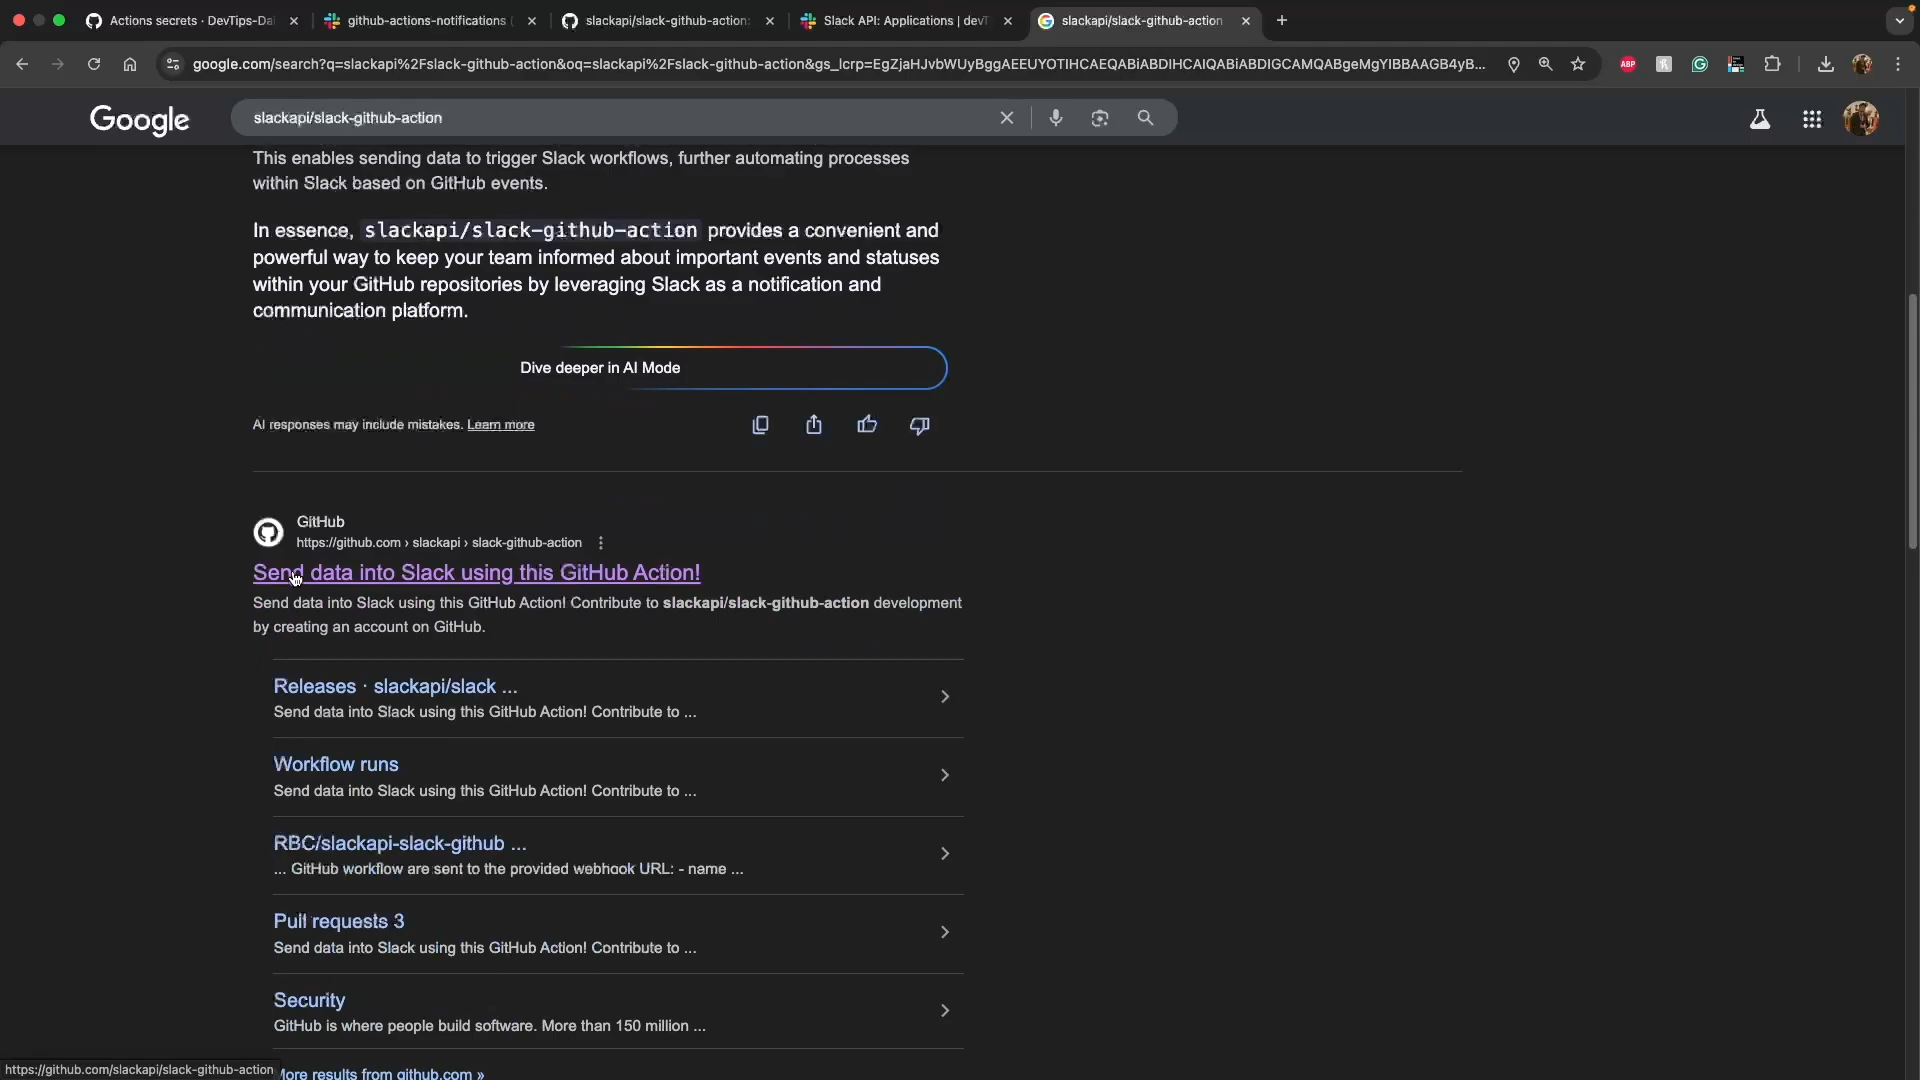 Actions secrets · DevTips-Dai
github-actions-notifications (
slackapi/slack-github-action:
Slack API: Applications | devT
slackapi/slack-github-action
google.com/search?q=slackapi%2Fslack-github-action&oq=slackapi%2Fslack-github-action&gs_lcrp=EgZjaHJvbWUyBggAEEUYOTIHCAEQABiABDIHCAIQABiABDIGCAMQABgeMgYIBBAAGB4yB...
ABP
Google
slackapi/slack-github-action
This enables sending data to trigger Slack workflows, further automating processes
within Slack based on GitHub events.
In essence, slackapi/slack-github-action provides a convenient and
powerful way to keep your team informed about important events and statuses
within your GitHub repositories by leveraging Slack as a notification and
communication platform.
Dive deeper in AI Mode
AI responses may include mistakes. Learn more
GitHub
https://github.com › slackapi › slack-github-action
Send data into Slack using this GitHub Action!
Send data into Slack using this GitHub Action! Contribute to slackapi/slack-github-action development
by creating an account on GitHub.
Releases · slackapi/slack ...
Send data into Slack using this GitHub Action! Contribute to ...
Workflow runs
Send data into Slack using this GitHub Action! Contribute to ...
RBC/slackapi-slack-github ...
... GitHub workflow are sent to the provided webhook URL: - name ...
Pull requests 3
Send data into Slack using this GitHub Action! Contribute to ...
Security
GitHub is where people build software. More than 150 million ...
More results from github.com »
https://github.com/slackapi/slack-github-action